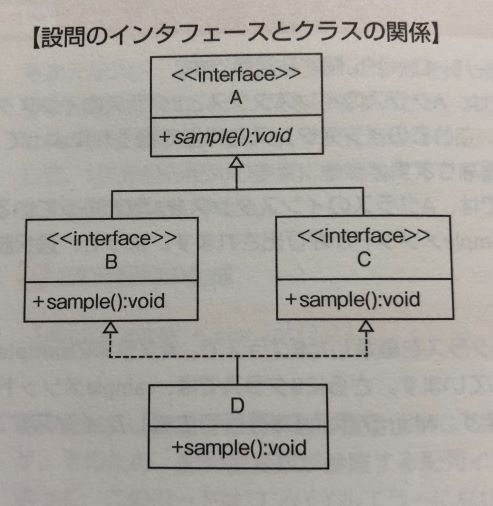 【設問のインタフェースとクラスの関係】
<<interface>>
A
+sample():void
<<interface>>
B
+sample():void
<<interface>>
C
+sample():void
D
+sample():void